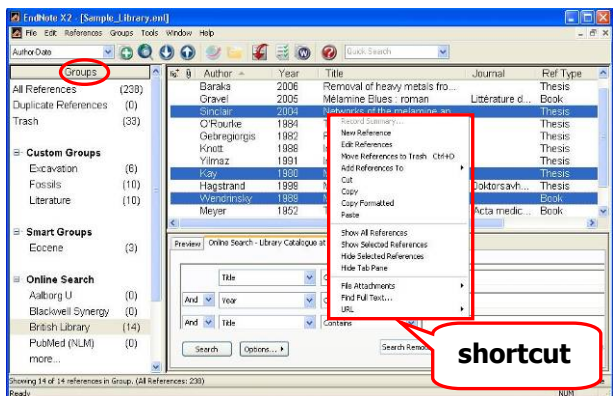 EndNote X2 - [Sample_Library.enl]
File Edit References Groups Tools Window Help
Author-Date
Quick Search
Groups
All References (238)
Duplicate References (0)
Trash (33)
Custom Groups
Excavation (6)
Fossils (10)
Literature (10)
Smart Groups
Eocene (3)
Online Search
Aalborg U (0)
Blackwell Synergy (0)
British Library (14)
PubMed (NLM) (0)
more...
Author Year Title Journal Ref Type
Baraka 2006 Removal of heavy metals fro... Thesis
Gravel 2005 Mélamine Blues : roman Littérature d... Book
Sinclair 2004 Networks of the melamine an... Thesis
O'Rourke 1984 Thesis
Gebregiorgis 1982 Thesis
Knott 1988 Thesis
Yilmaz 1991 Thesis
Kay 1980 Thesis
Hagstrand 1999 Doktorsavh... Thesis
Wendrinsky 1989 Book
Meyer 1952 Acta medic... Book
Record Summary...
New Reference
Edit References
Move References to Trash Ctrl+D
Add References To
Cut
Copy
Copy Formatted
Paste
Show All References
Show Selected References
Hide Selected References
Hide Tab Pane
File Attachments
Find Full Text...
URL
Preview Online Search - Library Catalogue at
Title
And Year
And Title Contains
Search Options...
shortcut
Showing 14 of 14 references in Group. (All References: 238)
Ready NUM